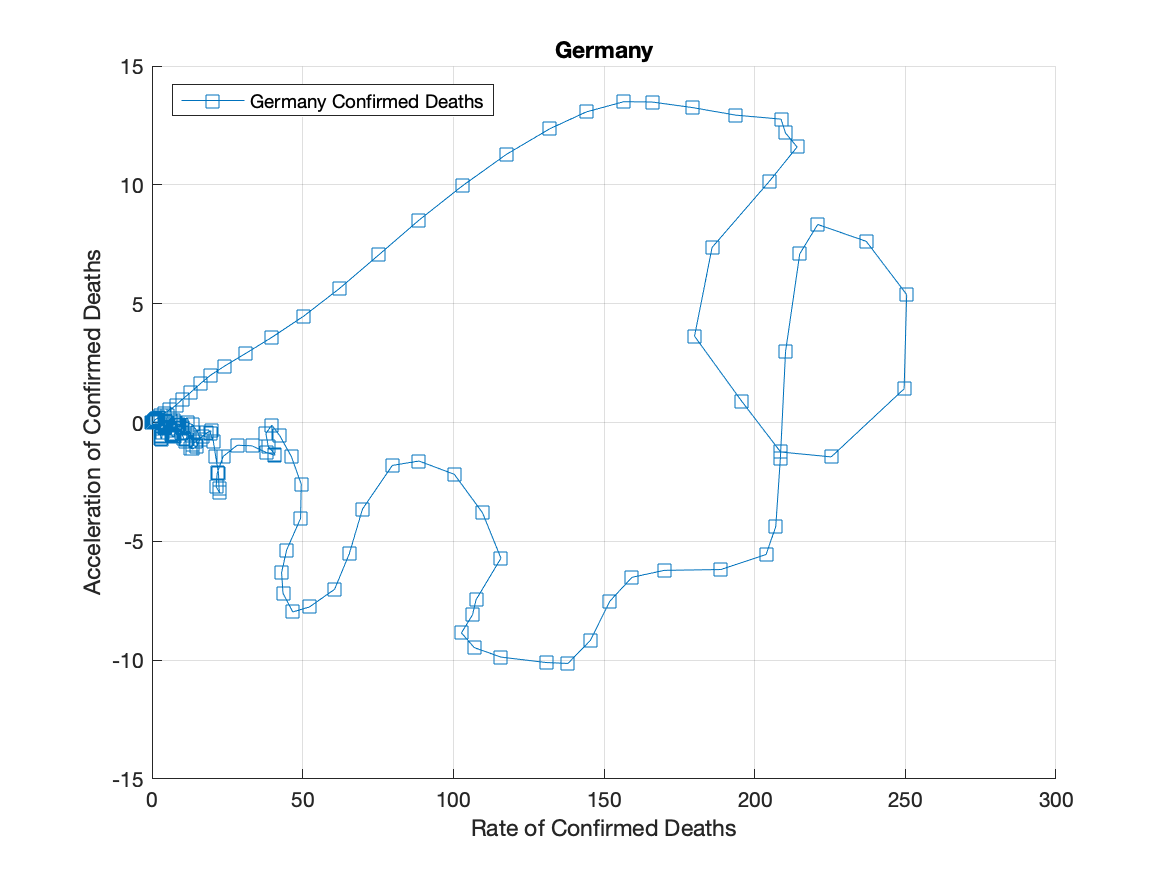 Germany
Germany Confirmed Deaths
15
10
5
0
-5
-10
-15
Acceleration of Confirmed Deaths
0 50 100 150 200 250 300
Rate of Confirmed Deaths